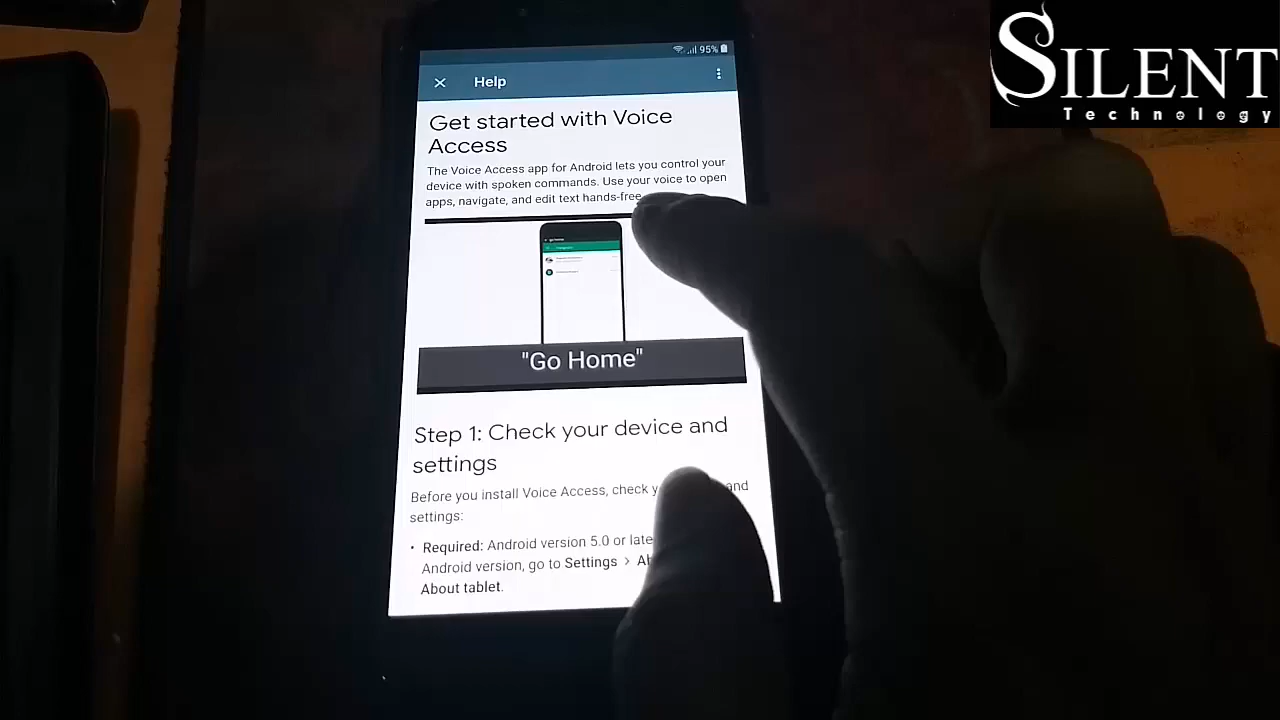 95%
Help
Get started with Voice
Access
The Voice Access app for Android lets you control your
device with spoken commands. Use your voice to open
apps, navigate, and edit text hands-free
"Go Home"
Step 1: Check your device and
settings
Before you install Voice Access, check and
settings:
• Required: Android version 5.0 or
Android version, go to Settings >
About tablet.
SILENT
Technology